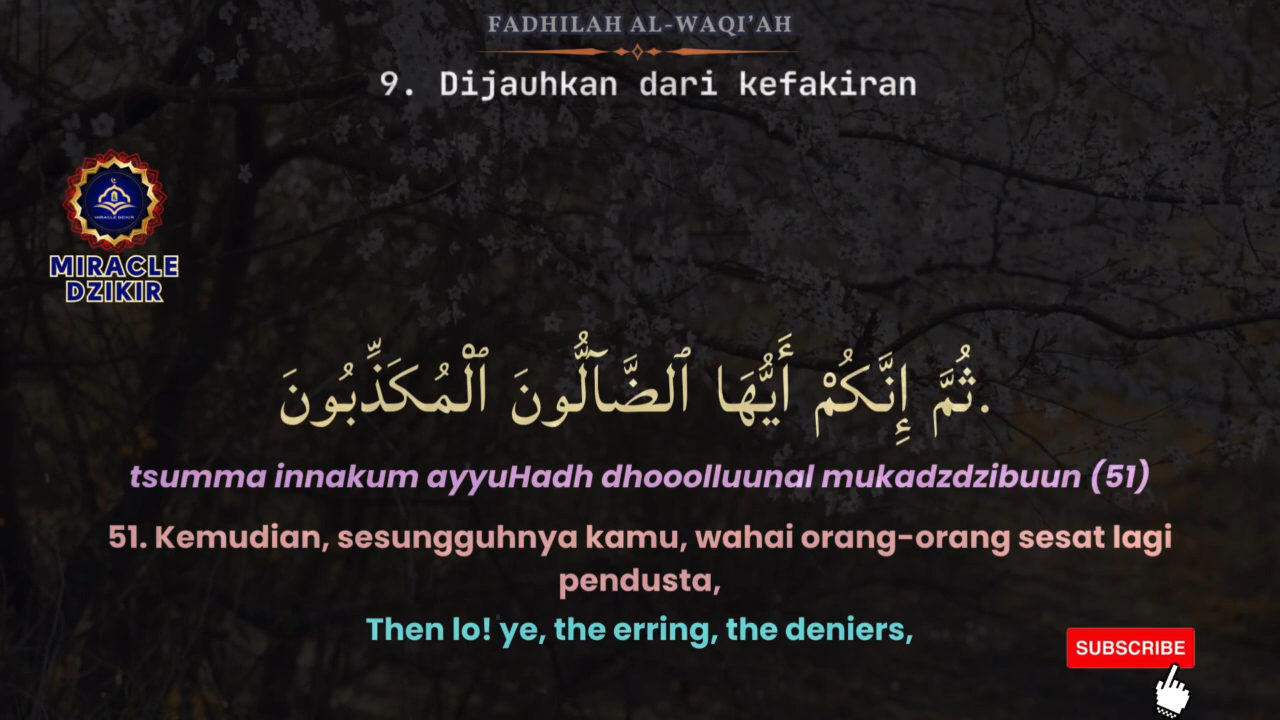 FADHILAH AL-WAQI'AH
9. Dijauhkan dari kefakiran
MIRACLE DZIKIR
MIRACLE
DZIKIR
ثُمَّ إِنَّكُمْ أَيُّهَا ٱلضَّآلُّونَ ٱلْمُكَذِّبُونَ.
tsumma innakum ayyuHadh dhooolluunal mukadzdzibuun (51)
51. Kemudian, sesungguhnya kamu, wahai orang-orang sesat lagi
pendusta,
Then lo! ye, the erring, the deniers,
SUBSCRIBE